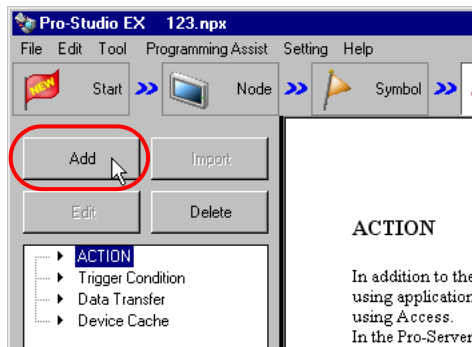 Pro-Studio EX 123.npx
File Edit Tool Programming Assist Setting Help
NEW Start Node Symbol
Add Import
Edit Delete
ACTION
Trigger Condition
Data Transfer
Device Cache
ACTION
In addition to the
using application
using Access.
In the Pro-Server